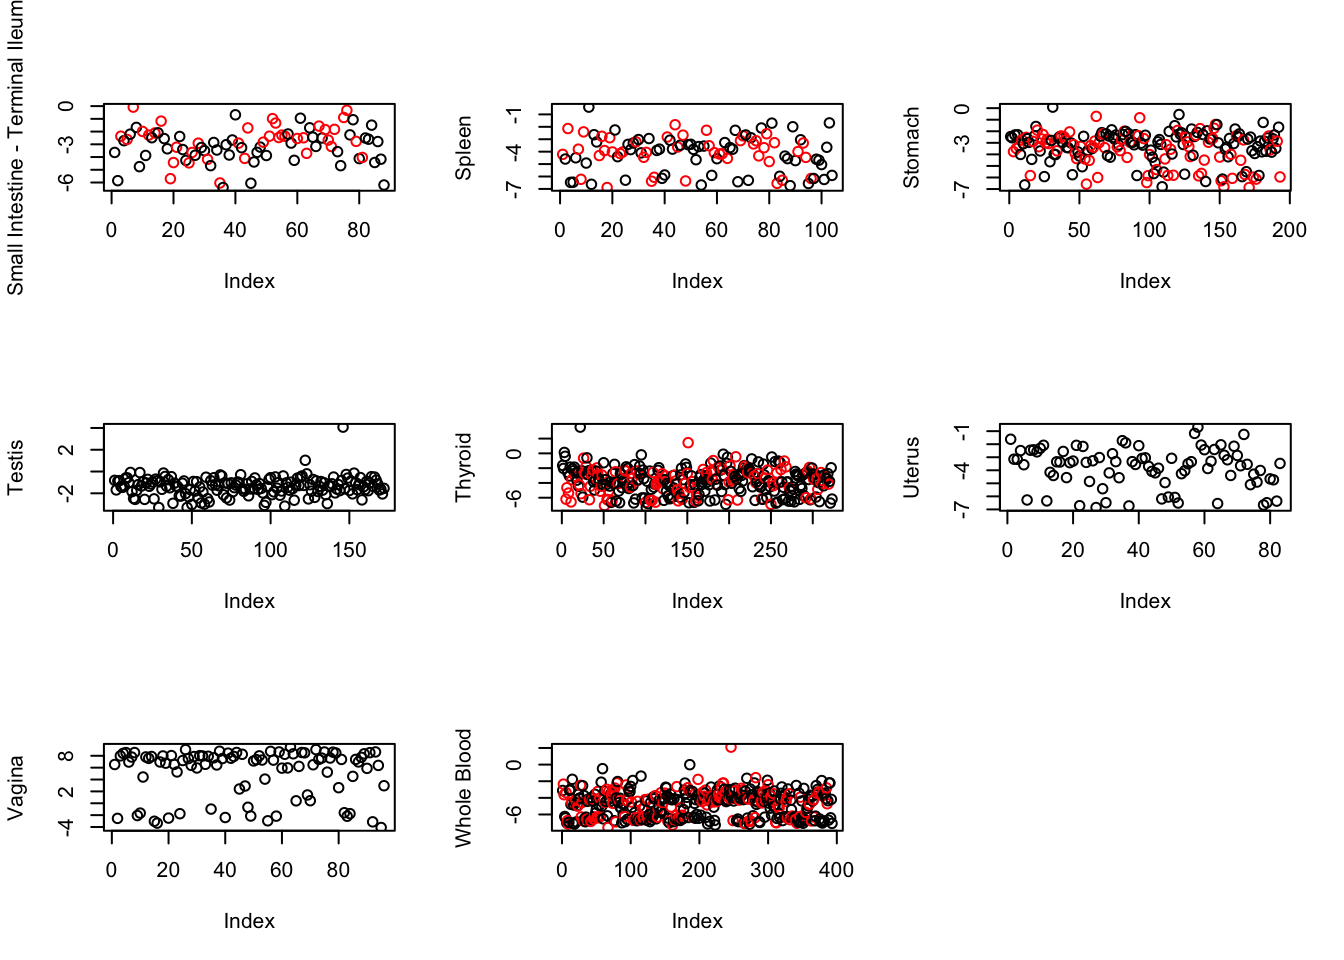 Small Intestine - Terminal Ileum
0
-3
-6
0 20 40 60 80
Index
Spleen
-1
-4
-7
0 20 40 60 80 100
Index
Stomach
0
-3
-7
0 50 100 150 200
Index
Testis
2
-2
0 50 100 150
Index
Thyroid
0
-6
0 50 150 250
Index
Uterus
-1
-4
-7
0 20 40 60 80
Index
Vagina
8
2
-4
0 20 40 60 80
Index
Whole Blood
0
-6
0 100 200 300 400
Index